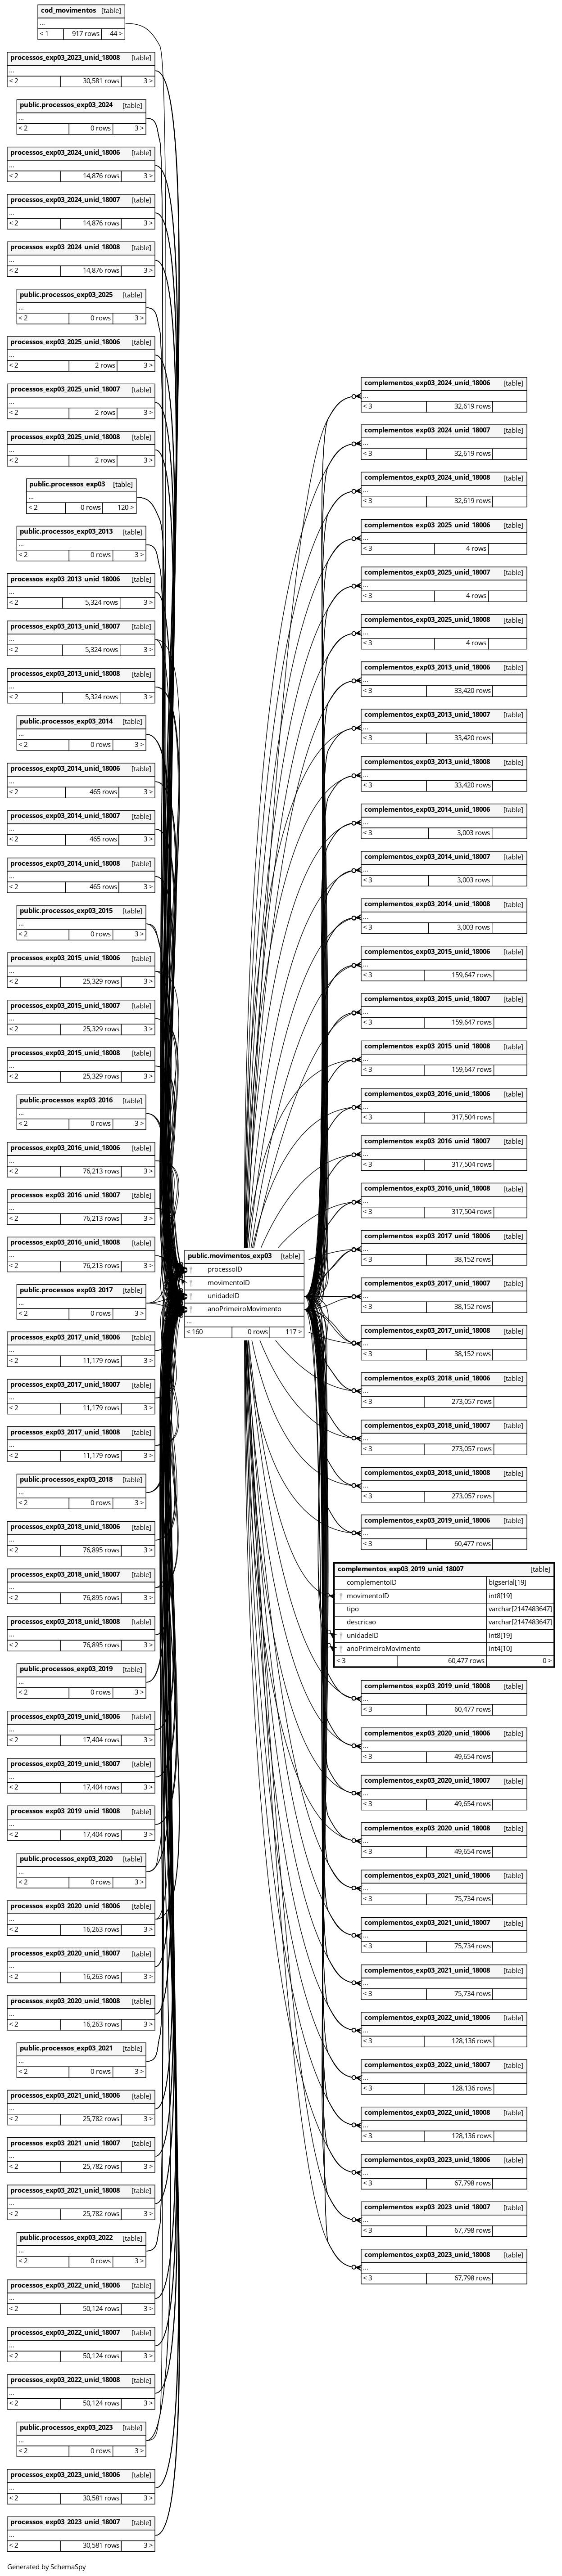 cod_movimentos [table]
...
< 1 917 rows 44 >
processos_exp03_2023_unid_18008 [table]
...
< 2 30,581 rows 3 >
public.processos_exp03_2024 [table]
...
< 2 0 rows 3 >
processos_exp03_2024_unid_18006 [table]
...
< 2 14,876 rows 3 >
processos_exp03_2024_unid_18007 [table]
...
< 2 14,876 rows 3 >
processos_exp03_2024_unid_18008 [table]
...
< 2 14,876 rows 3 >
public.processos_exp03_2025 [table]
...
< 2 0 rows 3 >
processos_exp03_2025_unid_18006 [table]
...
< 2 2 rows 3 >
processos_exp03_2025_unid_18007 [table]
...
< 2 2 rows 3 >
processos_exp03_2025_unid_18008 [table]
...
< 2 2 rows 3 >
public.processos_exp03 [table]
...
< 2 0 rows 120 >
public.processos_exp03_2013 [table]
...
< 2 0 rows 3 >
processos_exp03_2013_unid_18006 [table]
...
< 2 5,324 rows 3 >
processos_exp03_2013_unid_18007 [table]
...
< 2 5,324 rows 3 >
processos_exp03_2013_unid_18008 [table]
...
< 2 5,324 rows 3 >
public.processos_exp03_2014 [table]
...
< 2 0 rows 3 >
processos_exp03_2014_unid_18006 [table]
...
< 2 465 rows 3 >
processos_exp03_2014_unid_18007 [table]
...
< 2 465 rows 3 >
processos_exp03_2014_unid_18008 [table]
...
< 2 465 rows 3 >
public.processos_exp03_2015 [table]
...
< 2 0 rows 3 >
processos_exp03_2015_unid_18006 [table]
...
< 2 25,329 rows 3 >
processos_exp03_2015_unid_18007 [table]
...
< 2 25,329 rows 3 >
processos_exp03_2015_unid_18008 [table]
...
< 2 25,329 rows 3 >
public.processos_exp03_2016 [table]
...
< 2 0 rows 3 >
processos_exp03_2016_unid_18006 [table]
...
< 2 76,213 rows 3 >
processos_exp03_2016_unid_18007 [table]
...
< 2 76,213 rows 3 >
processos_exp03_2016_unid_18008 [table]
...
< 2 76,213 rows 3 >
public.processos_exp03_2017 [table]
...
< 2 0 rows 3 >
processos_exp03_2017_unid_18006 [table]
...
< 2 11,179 rows 3 >
processos_exp03_2017_unid_18007 [table]
...
< 2 11,179 rows 3 >
processos_exp03_2017_unid_18008 [table]
...
< 2 11,179 rows 3 >
public.processos_exp03_2018 [table]
...
< 2 0 rows 3 >
processos_exp03_2018_unid_18006 [table]
...
< 2 76,895 rows 3 >
processos_exp03_2018_unid_18007 [table]
...
< 2 76,895 rows 3 >
processos_exp03_2018_unid_18008 [table]
...
< 2 76,895 rows 3 >
public.processos_exp03_2019 [table]
...
< 2 0 rows 3 >
processos_exp03_2019_unid_18006 [table]
...
< 2 17,404 rows 3 >
processos_exp03_2019_unid_18007 [table]
...
< 2 17,404 rows 3 >
processos_exp03_2019_unid_18008 [table]
...
< 2 17,404 rows 3 >
public.processos_exp03_2020 [table]
...
< 2 0 rows 3 >
processos_exp03_2020_unid_18006 [table]
...
< 2 16,263 rows 3 >
processos_exp03_2020_unid_18007 [table]
...
< 2 16,263 rows 3 >
processos_exp03_2020_unid_18008 [table]
...
< 2 16,263 rows 3 >
public.processos_exp03_2021 [table]
...
< 2 0 rows 3 >
processos_exp03_2021_unid_18006 [table]
...
< 2 25,782 rows 3 >
processos_exp03_2021_unid_18007 [table]
...
< 2 25,782 rows 3 >
processos_exp03_2021_unid_18008 [table]
...
< 2 25,782 rows 3 >
public.processos_exp03_2022 [table]
...
< 2 0 rows 3 >
processos_exp03_2022_unid_18006 [table]
...
< 2 50,124 rows 3 >
processos_exp03_2022_unid_18007 [table]
...
< 2 50,124 rows 3 >
processos_exp03_2022_unid_18008 [table]
...
< 2 50,124 rows 3 >
public.processos_exp03_2023 [table]
...
< 2 0 rows 3 >
processos_exp03_2023_unid_18006 [table]
...
< 2 30,581 rows 3 >
processos_exp03_2023_unid_18007 [table]
...
< 2 30,581 rows 3 >
public.movimentos_exp03 [table]
processoID
movimentoID
unidadeID
anoPrimeiroMovimento
...
< 160 0 rows 117 >
complementos_exp03_2024_unid_18006 [table]
...
< 3 32,619 rows
complementos_exp03_2024_unid_18007 [table]
...
< 3 32,619 rows
complementos_exp03_2024_unid_18008 [table]
...
< 3 32,619 rows
complementos_exp03_2025_unid_18006 [table]
...
< 3 4 rows
complementos_exp03_2025_unid_18007 [table]
...
< 3 4 rows
complementos_exp03_2025_unid_18008 [table]
...
< 3 4 rows
complementos_exp03_2013_unid_18006 [table]
...
< 3 33,420 rows
complementos_exp03_2013_unid_18007 [table]
...
< 3 33,420 rows
complementos_exp03_2013_unid_18008 [table]
...
< 3 33,420 rows
complementos_exp03_2014_unid_18006 [table]
...
< 3 3,003 rows
complementos_exp03_2014_unid_18007 [table]
...
< 3 3,003 rows
complementos_exp03_2014_unid_18008 [table]
...
< 3 3,003 rows
complementos_exp03_2015_unid_18006 [table]
...
< 3 159,647 rows
complementos_exp03_2015_unid_18007 [table]
...
< 3 159,647 rows
complementos_exp03_2015_unid_18008 [table]
...
< 3 159,647 rows
complementos_exp03_2016_unid_18006 [table]
...
< 3 317,504 rows
complementos_exp03_2016_unid_18007 [table]
...
< 3 317,504 rows
complementos_exp03_2016_unid_18008 [table]
...
< 3 317,504 rows
complementos_exp03_2017_unid_18006 [table]
...
< 3 38,152 rows
complementos_exp03_2017_unid_18007 [table]
...
< 3 38,152 rows
complementos_exp03_2017_unid_18008 [table]
...
< 3 38,152 rows
complementos_exp03_2018_unid_18006 [table]
...
< 3 273,057 rows
complementos_exp03_2018_unid_18007 [table]
...
< 3 273,057 rows
complementos_exp03_2018_unid_18008 [table]
...
< 3 273,057 rows
complementos_exp03_2019_unid_18006 [table]
...
< 3 60,477 rows
complementos_exp03_2019_unid_18007 [table]
complementoID bigserial[19]
movimentoID int8[19]
tipo varchar[2147483647]
descricao varchar[2147483647]
unidadeID int8[19]
anoPrimeiroMovimento int4[10]
< 3 60,477 rows 0 >
complementos_exp03_2019_unid_18008 [table]
...
< 3 60,477 rows
complementos_exp03_2020_unid_18006 [table]
...
< 3 49,654 rows
complementos_exp03_2020_unid_18007 [table]
...
< 3 49,654 rows
complementos_exp03_2020_unid_18008 [table]
...
< 3 49,654 rows
complementos_exp03_2021_unid_18006 [table]
...
< 3 75,734 rows
complementos_exp03_2021_unid_18007 [table]
...
< 3 75,734 rows
complementos_exp03_2021_unid_18008 [table]
...
< 3 75,734 rows
complementos_exp03_2022_unid_18006 [table]
...
< 3 128,136 rows
complementos_exp03_2022_unid_18007 [table]
...
< 3 128,136 rows
complementos_exp03_2022_unid_18008 [table]
...
< 3 128,136 rows
complementos_exp03_2023_unid_18006 [table]
...
< 3 67,798 rows
complementos_exp03_2023_unid_18007 [table]
...
< 3 67,798 rows
complementos_exp03_2023_unid_18008 [table]
...
< 3 67,798 rows
Generated by SchemaSpy